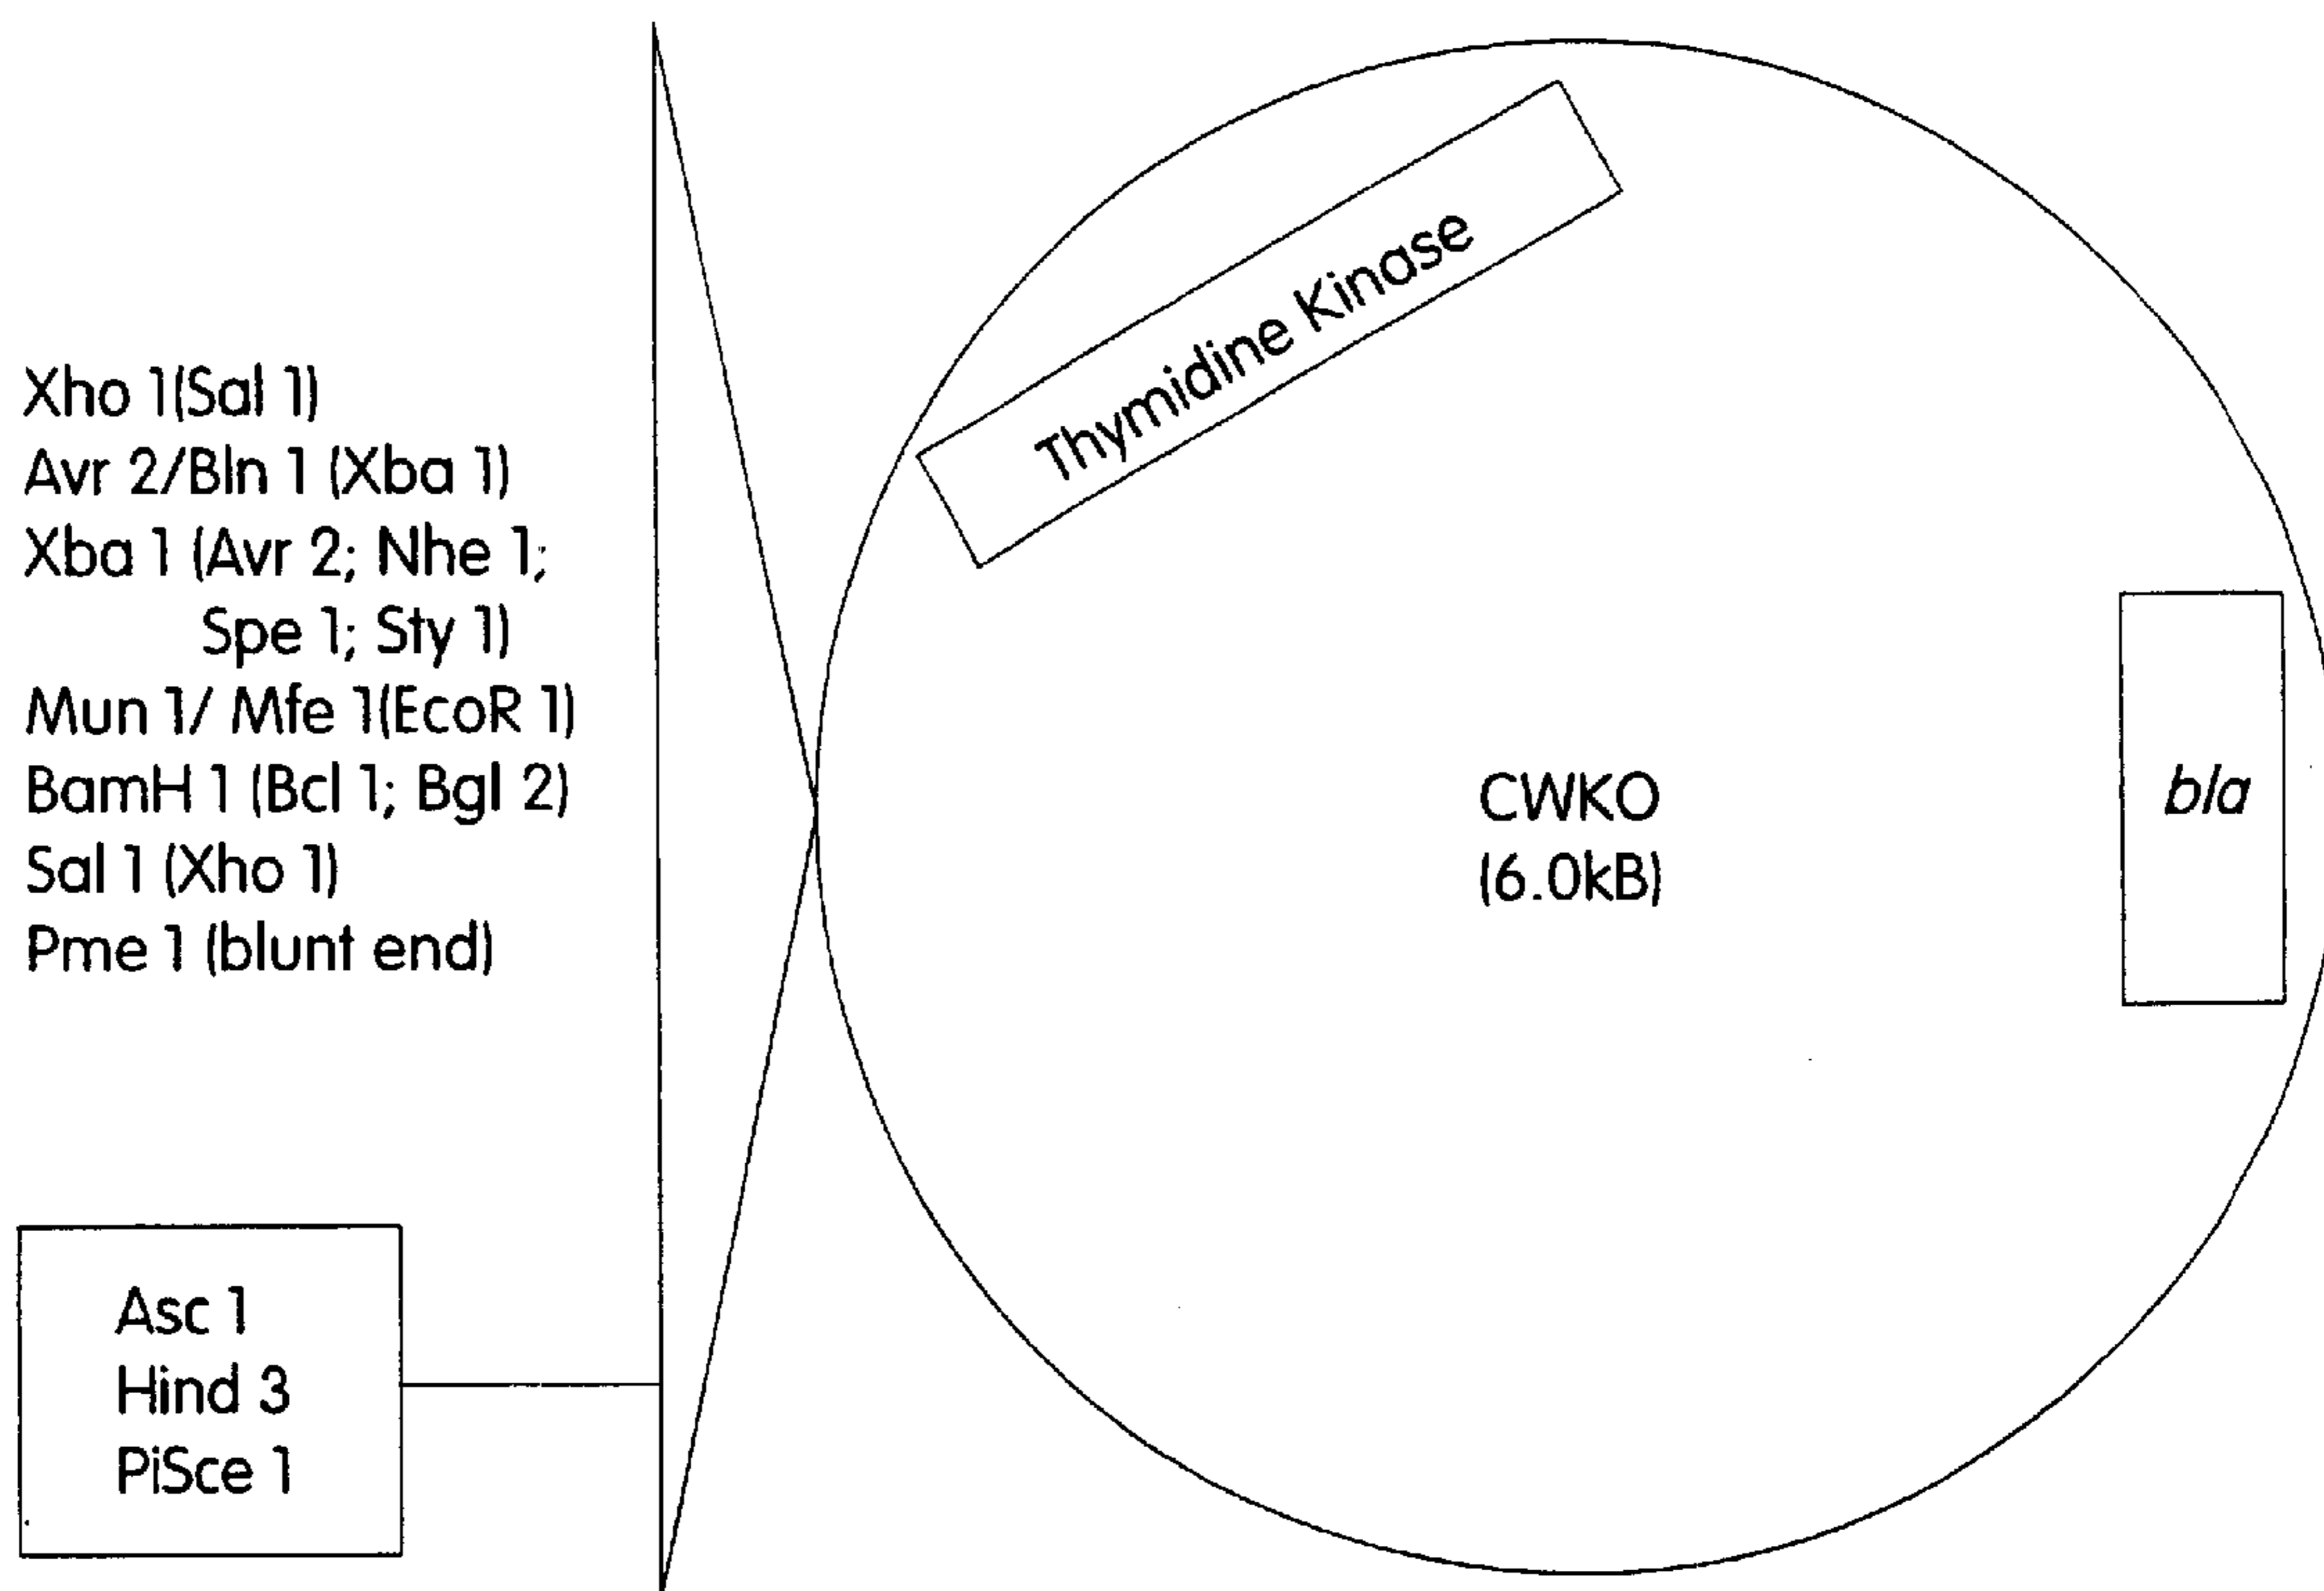 Xho 1(Sal 1)
Avr 2/Bln 1 (Xba 1)
Xba 1 (Avr 2; Nhe 1;
Spe 1; Sty 1)
Mun 1/ Mfe 1(EcoR 1)
BamH 1 (Bcl 1; Bgl 2)
Sal 1 (Xho 1)
Pme 1 (blunt end)
Asc 1
Hind 3
PiSce 1
Thymidine Kinase
CWKO
(6.0kB)
bla